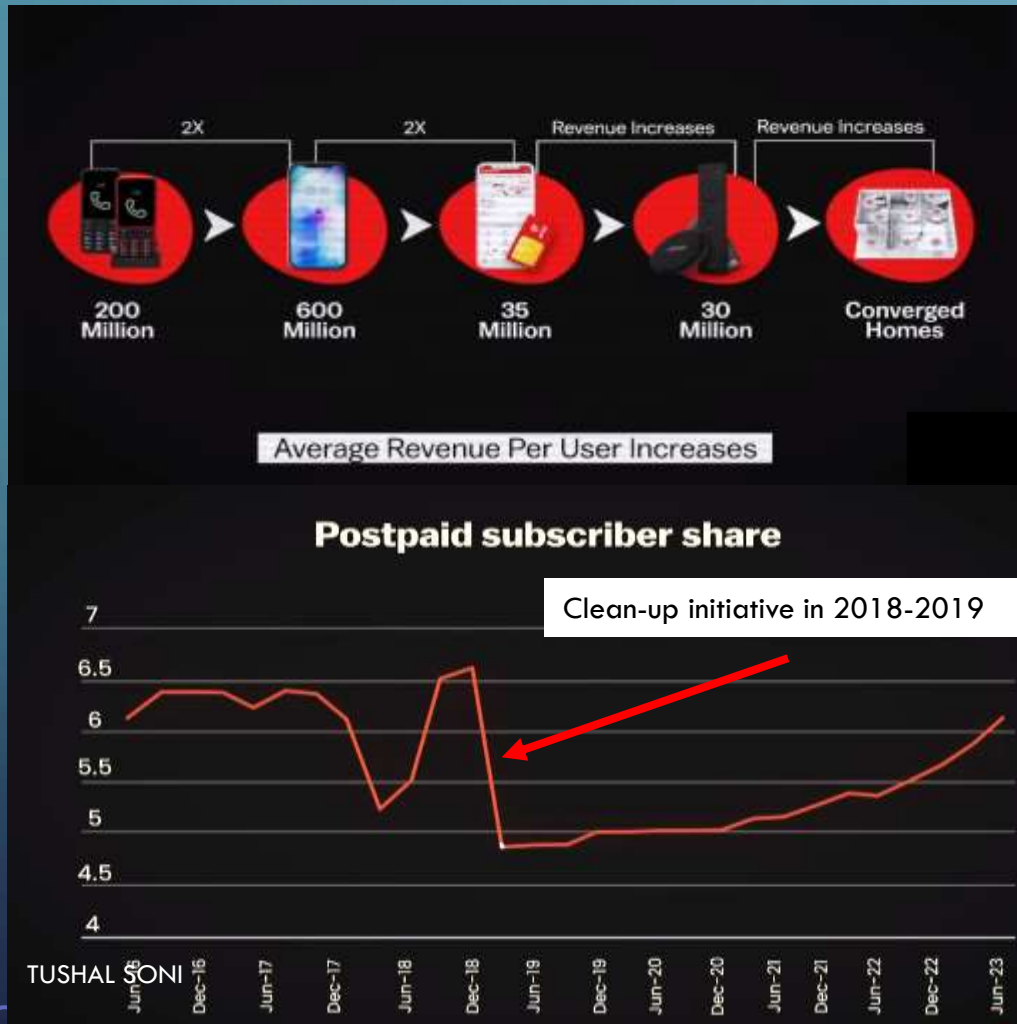 2X
2X
Revenue Increases
Revenue Increases
200
Million
600
Million
35
Million
30
Million
Converged
Homes
Average Revenue Per User Increases
Postpaid subscriber share
Clean-up initiative in 2018-2019
7
6.5
6
5.5
5
4.5
4
TUSHAL SONI
Jun-16
Dec-16
Jun-17
Dec-17
Jun-18
Dec-18
Jun-19
Dec-19
Jun-20
Dec-20
Jun-21
Dec-21
Jun-22
Dec-22
Jun-23